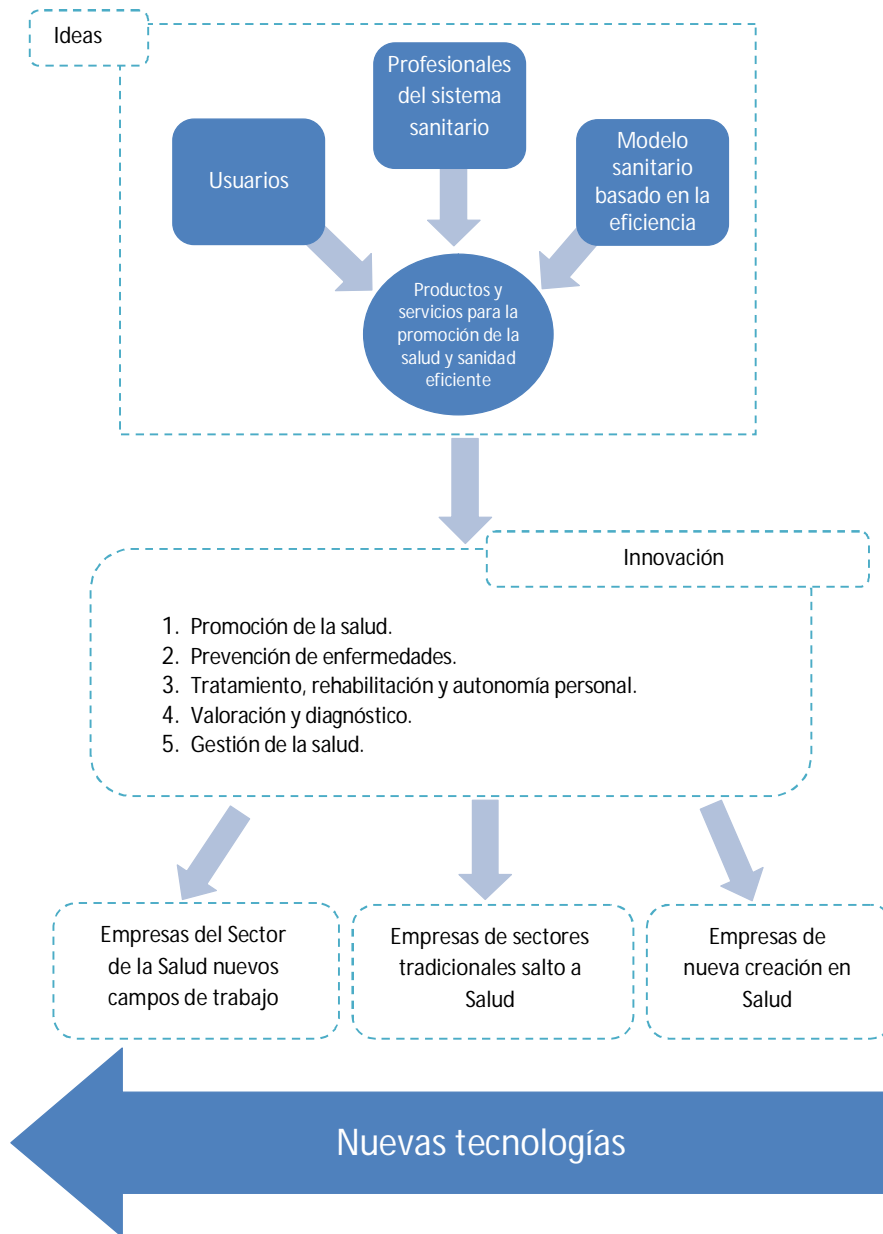 Ideas
Profesionales
del sistema
sanitario
Usuarios
Modelo
sanitario
basado en la
eficiencia
Productos y
servicios para la
promoción de la
salud y sanidad
eficiente
Innovación
1. Promoción de la salud.
2. Prevención de enfermedades.
3. Tratamiento, rehabilitación y autonomía personal.
4. Valoración y diagnóstico.
5. Gestión de la salud.
Empresas del Sector
de la Salud nuevos
campos de trabajo
Empresas de sectores
tradicionales salto a
Salud
Empresas de
nueva creación en
Salud
Nuevas tecnologías